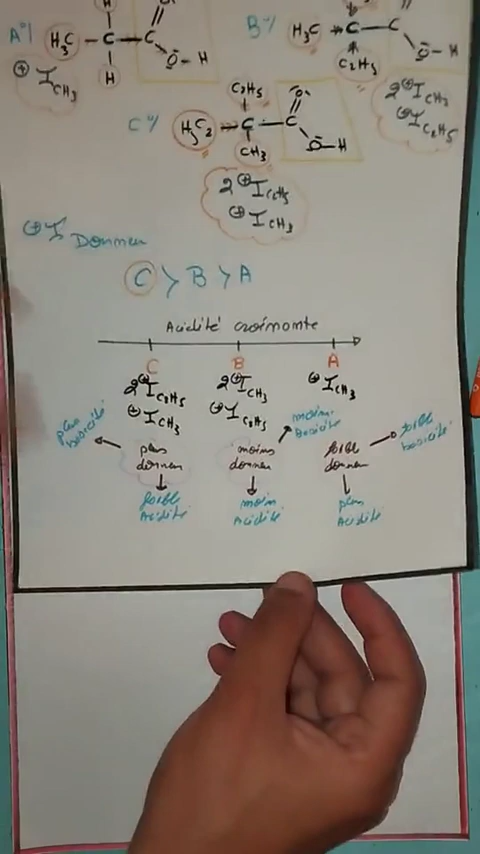 A°/
H
H₃C - C - C
O - H
H
⊕I CH₃
B°/
H₃C C C
O - H
C₂H₅
2⊕I CH₃
⊕I C₂H₅
C°/
C₂H₅
O
H₅C₂ - C - C
O - H
CH₃
2⊕I C₂H₅
⊕I CH₃
⊕I Donneur
C > B > A
Acidité croissante
C B A
2⊕I C₂H₅ 2⊕I CH₃ ⊕I CH₃
⊕I CH₃ ⊕I C₂H₅
plus basicité
moins basicité
faible basicité
plus donneur
moins donneur
faible donneur
faible Acidité
moins Acidité
plus Acidité